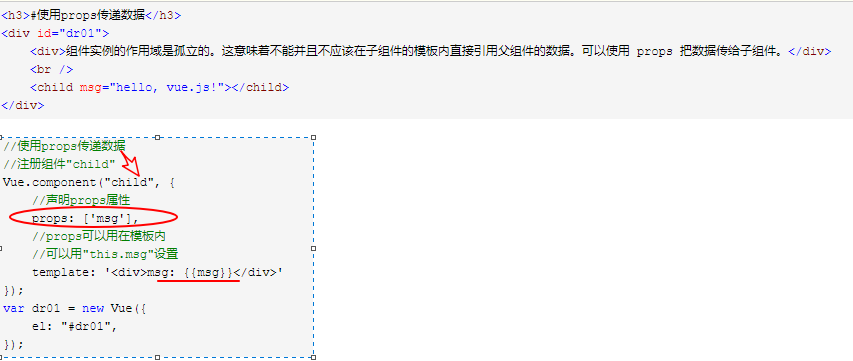 <h3>#使用props传递数据</h3>
<div id="dr01">
<div>组件实例的作用域是孤立的。这意味着不能并且不应该在子组件的模板内直接引用父组件的数据。可以使用 props 把数据传给子组件。</div>
<br />
<child msg="hello, vue.js!"></child>
</div>
//使用props传递数据
//注册组件"child"
Vue.component("child", {
//声明props属性
props: ['msg'],
//props可以用在模板内
//可以用"this.msg"设置
template: '<div>msg: {{msg}}</div>'
});
var dr01 = new Vue({
el: "#dr01",
});